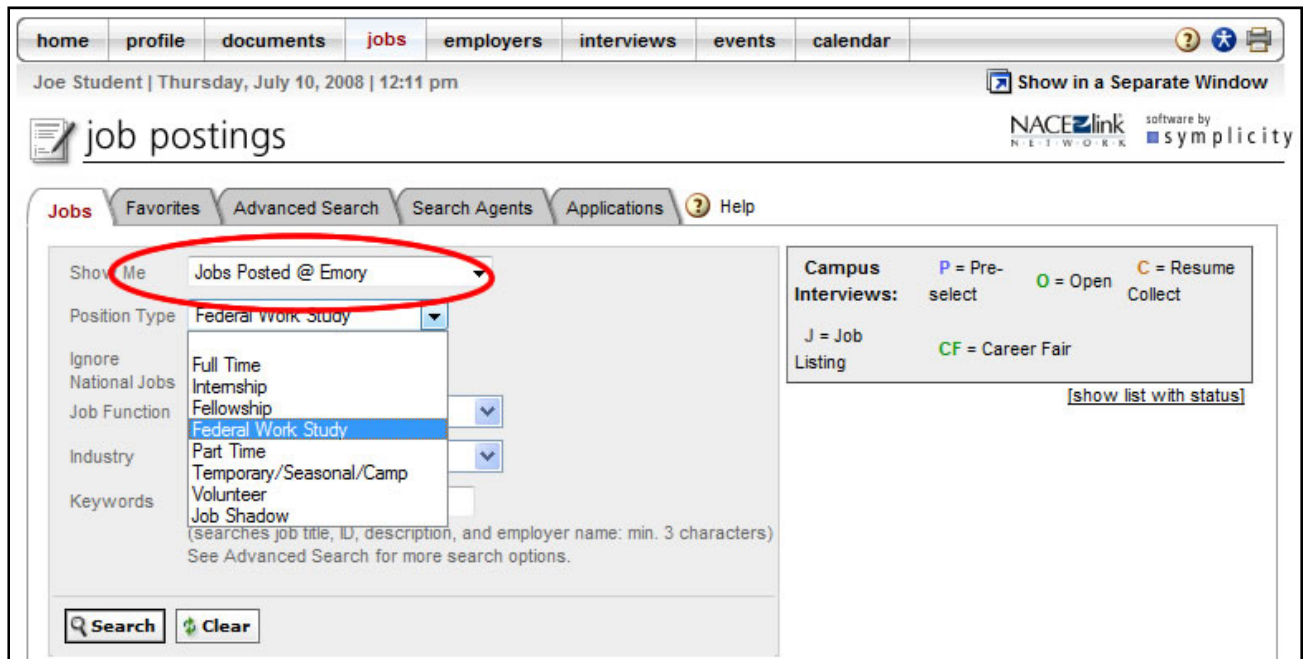 home profile documents jobs employers interviews events calendar
Joe Student | Thursday, July 10, 2008 | 12:11 pm
Show in a Separate Window
job postings
NACElink
N·E·T·W·O·R·K
software by
symplicity
Jobs Favorites Advanced Search Search Agents Applications ? Help
Show Me Jobs Posted @ Emory
Position Type Federal Work Study
Ignore
National Jobs
Job Function
Industry
Keywords
Full Time
Internship
Fellowship
Federal Work Study
Part Time
Temporary/Seasonal/Camp
Volunteer
Job Shadow
(searches job title, ID, description, and employer name: min. 3 characters)
See Advanced Search for more search options.
Search Clear
Campus
Interviews:
P = Pre-
select
O = Open
C = Resume
Collect
J = Job
Listing
CF = Career Fair
[show list with status]